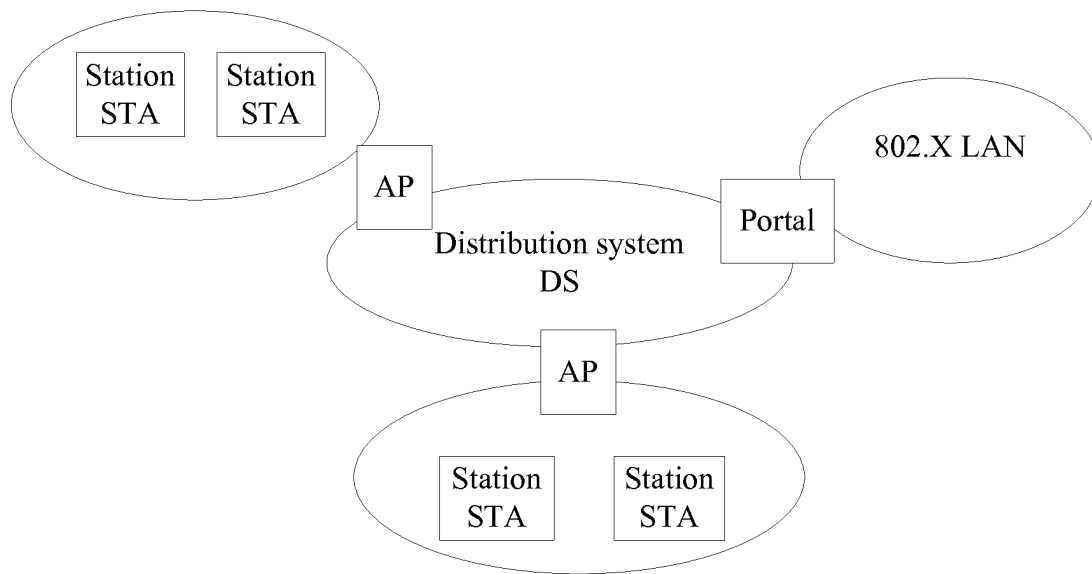 Station
STA
Station
STA
AP
802.X LAN
Portal
Distribution system
DS
AP
Station
STA
Station
STA